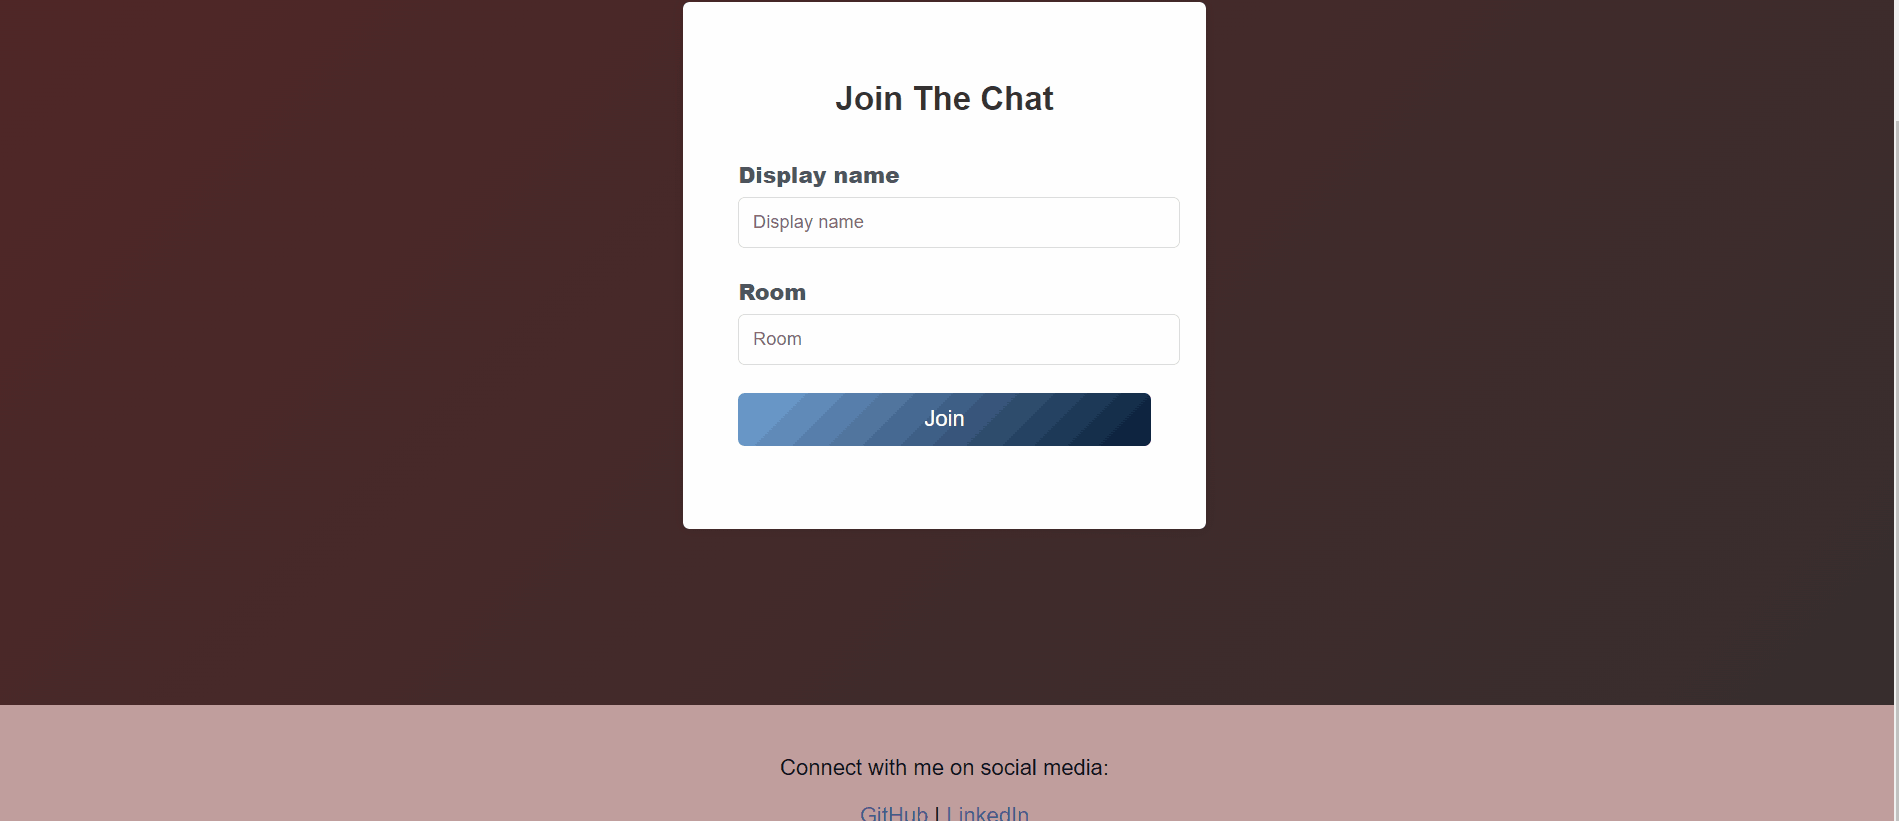 Join The Chat
Display name
Display name
Room
Room
Join
Connect with me on social media:
GitHub | LinkedIn